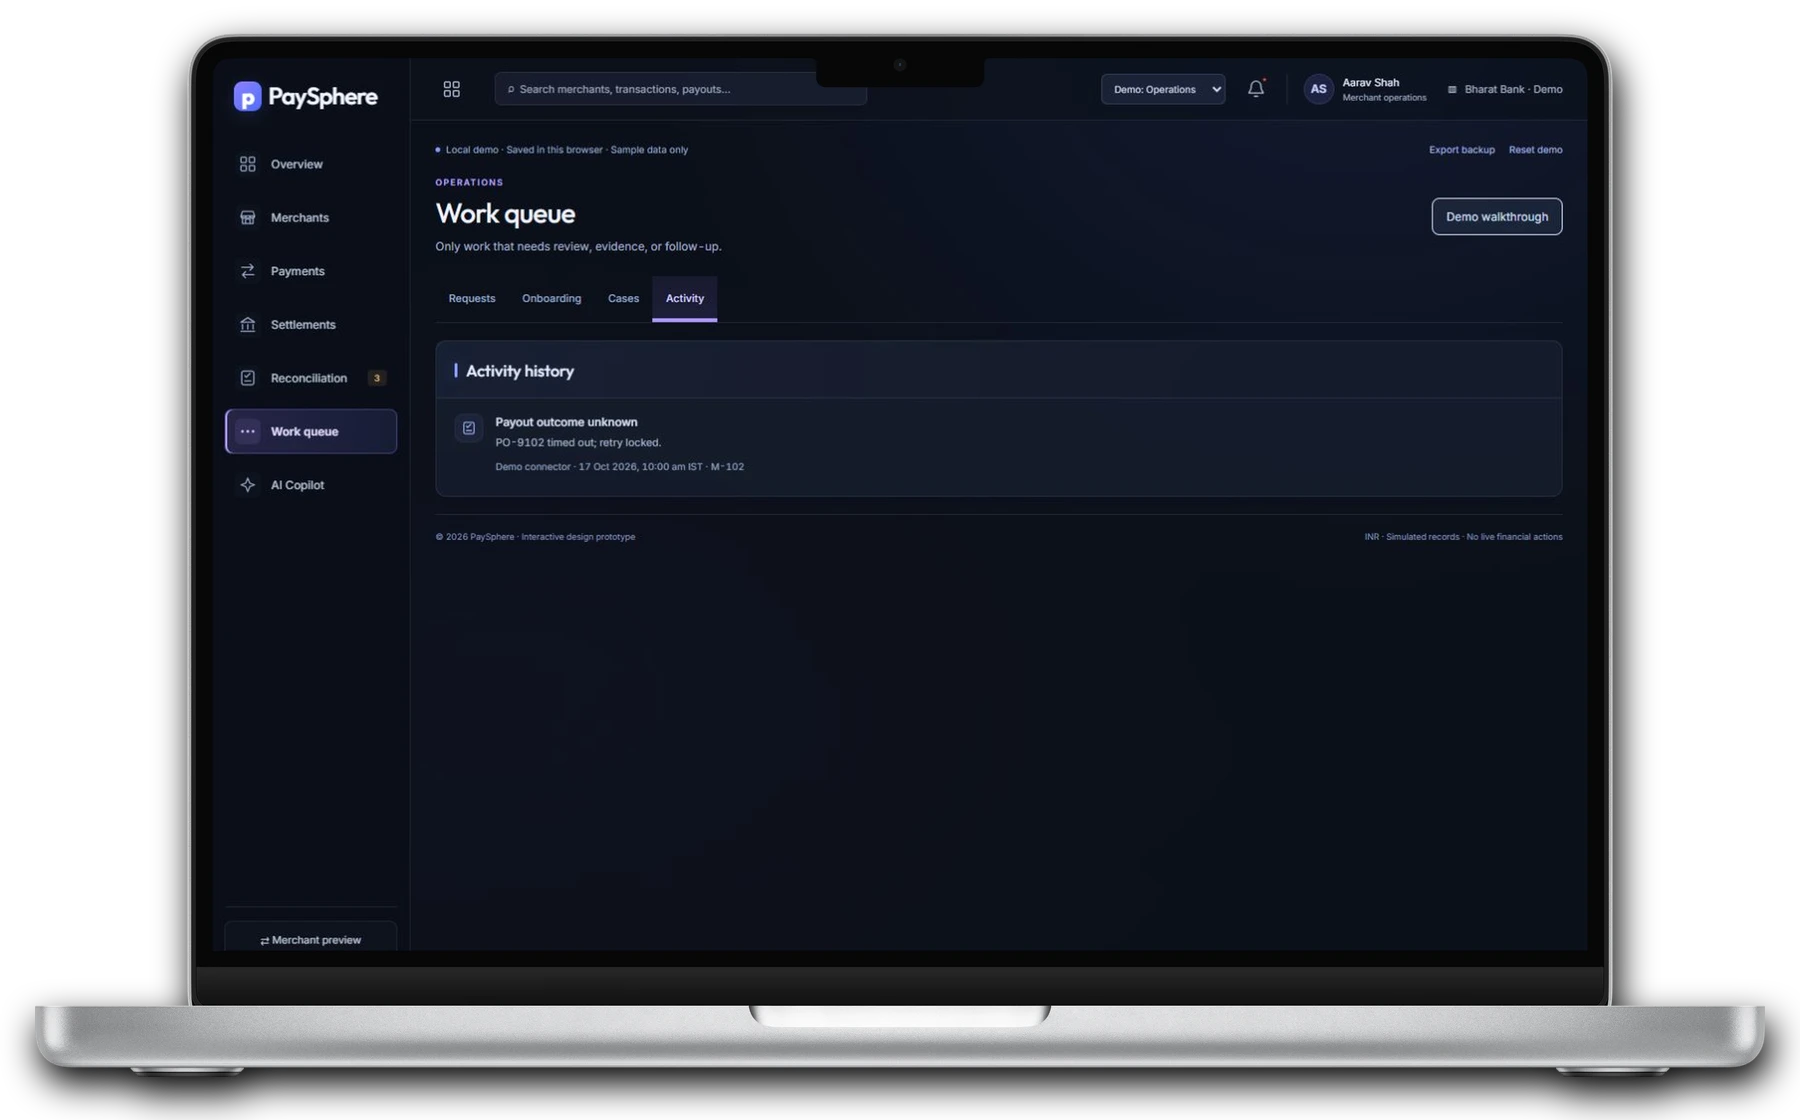 p PaySphere
Search merchants, transactions, payouts...
Demo: Operations
AS
Aarav Shah
Merchant operations
Bharat Bank · Demo
Overview
Merchants
Payments
Settlements
Reconciliation 3
Work queue
AI Copilot
Merchant preview
Local demo · Saved in this browser · Sample data only
Export backup Reset demo
OPERATIONS
Work queue
Demo walkthrough
Only work that needs review, evidence, or follow-up.
Requests Onboarding Cases Activity
Activity history
Payout outcome unknown
PO-9102 timed out; retry locked.
Demo connector · 17 Oct 2026, 10:00 am IST · M-102
© 2026 PaySphere · Interactive design prototype
INR · Simulated records · No live financial actions